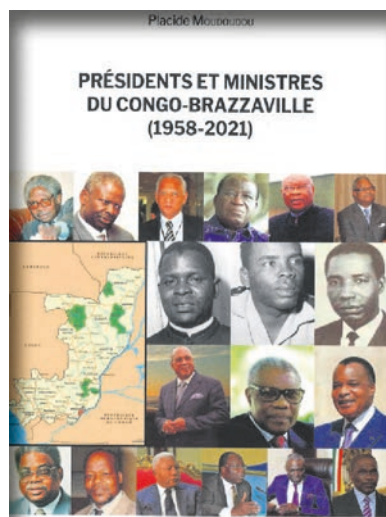 Placide Moudoudou
PRÉSIDENTS ET MINISTRES
DU CONGO-BRAZZAVILLE
(1958-2021)